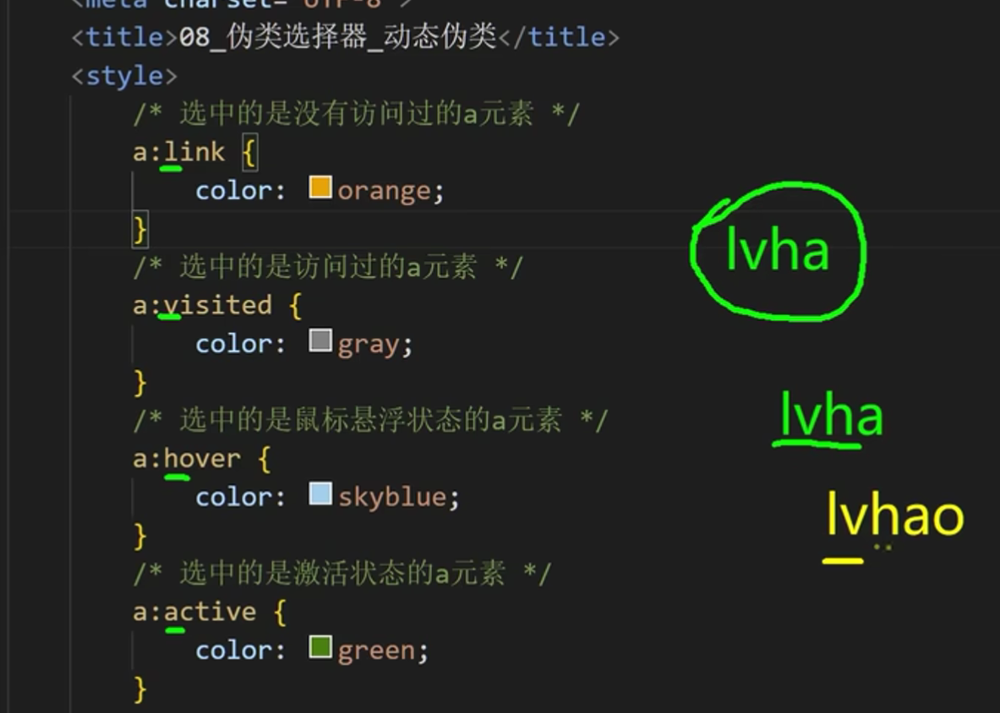 <meta charset="UTF-8">
<title>08_伪类选择器_动态伪类</title>
<style>
/* 选中的是没有访问过的a元素 */
a:link {
color: orange;
}
/* 选中的是访问过的a元素 */
a:visited {
color: gray;
}
/* 选中的是鼠标悬浮状态的a元素 */
a:hover {
color: skyblue;
}
/* 选中的是激活状态的a元素 */
a:active {
color: green;
}
lvha
lvha
lvhao